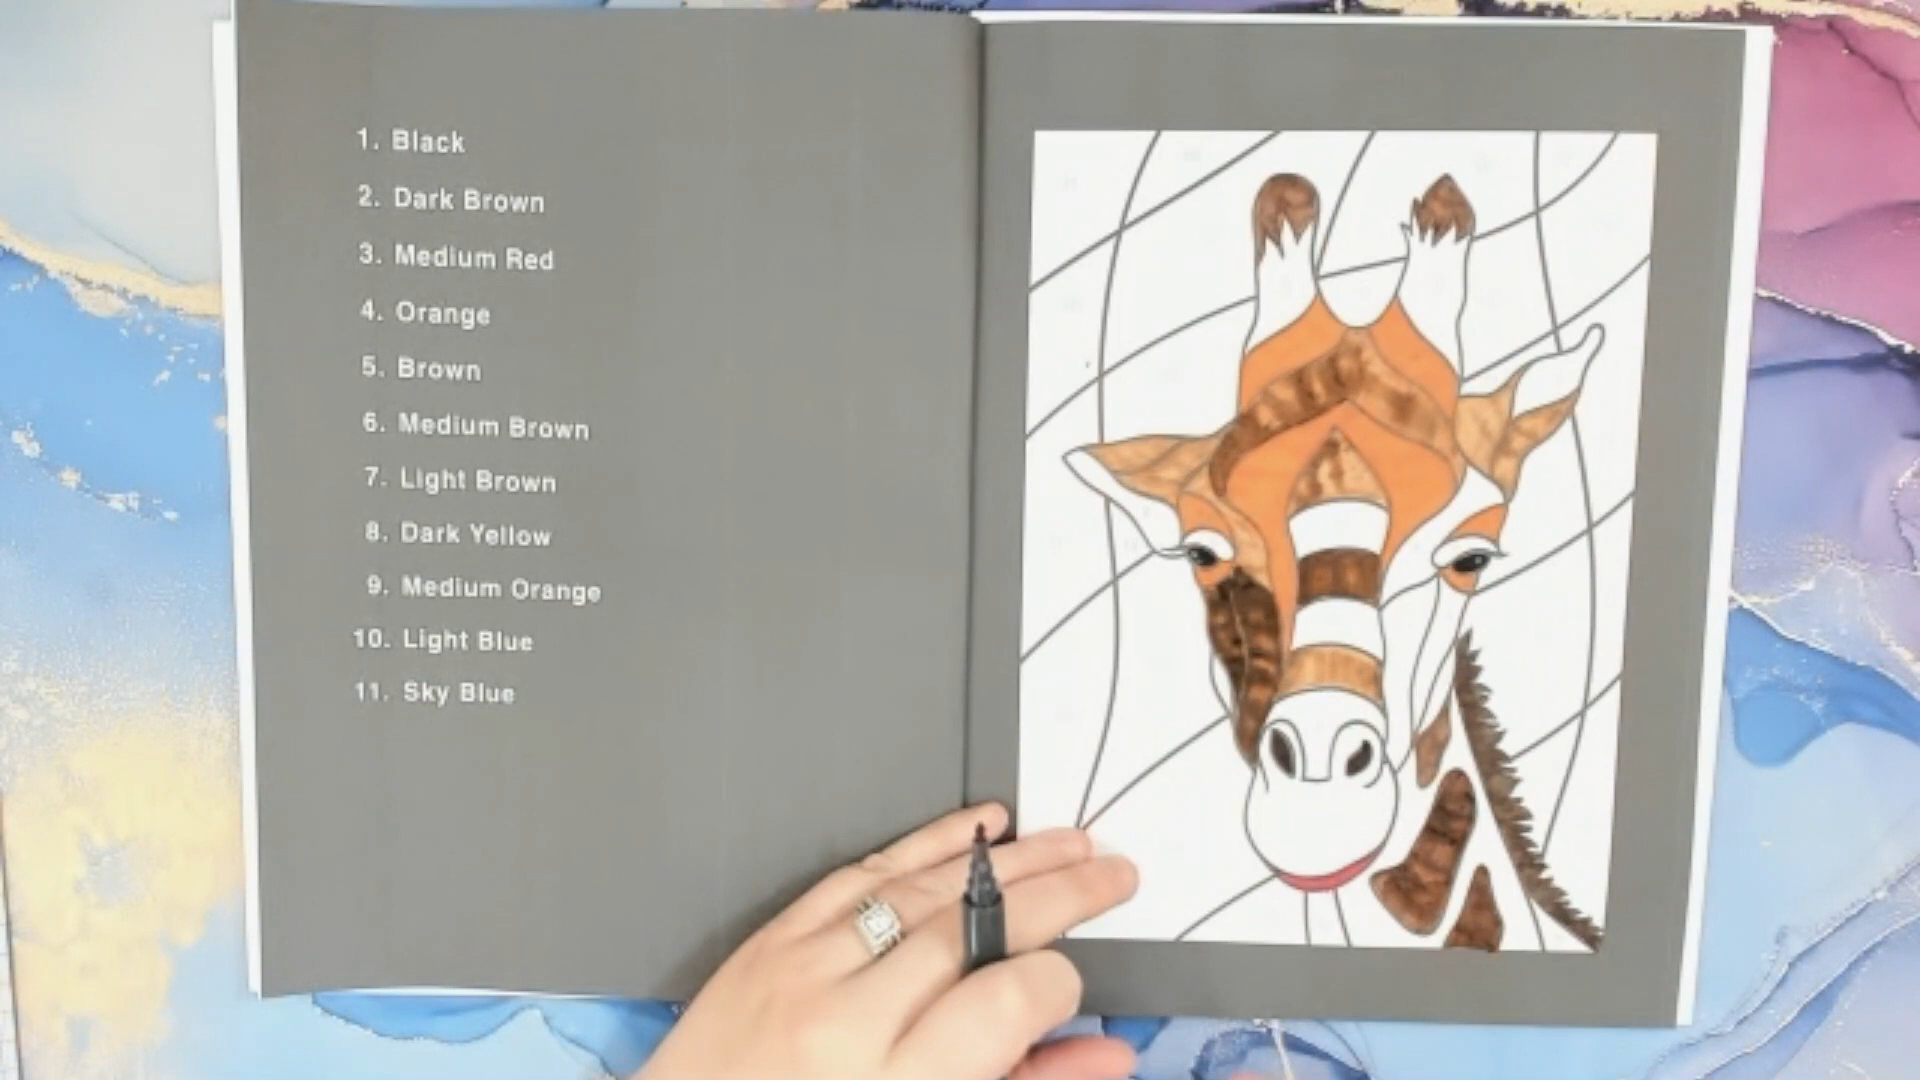 1. Black
2. Dark Brown
3. Medium Red
4. Orange
5. Brown
6. Medium Brown
7. Light Brown
8. Dark Yellow
9. Medium Orange
10. Light Blue
11. Sky Blue